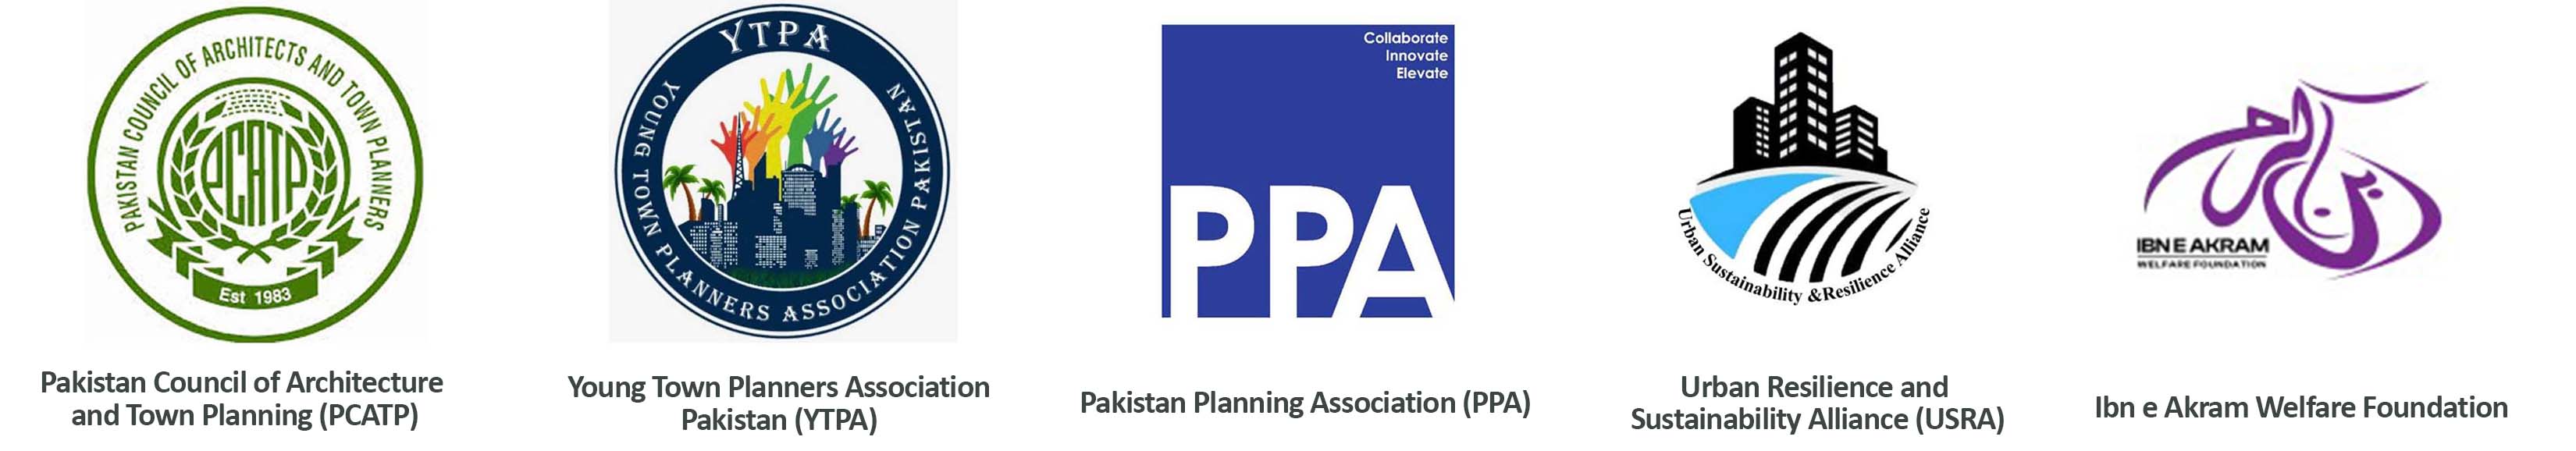 PAKISTAN COUNCIL OF ARCHITECTS AND TOWN PLANNERS
PCATP
Est 1983
YTPA
YOUNG TOWN PLANNERS ASSOCIATION PAKISTAN
Collaborate
Innovate
Elevate
PPA
Urban Sustainability &Resilience Alliance
IBN E AKRAM
WELFARE FOUNDATION
Pakistan Council of Architecture
and Town Planning (PCATP)
Young Town Planners Association
Pakistan (YTPA)
Pakistan Planning Association (PPA)
Urban Resilience and
Sustainability Alliance (USRA)
Ibn e Akram Welfare Foundation